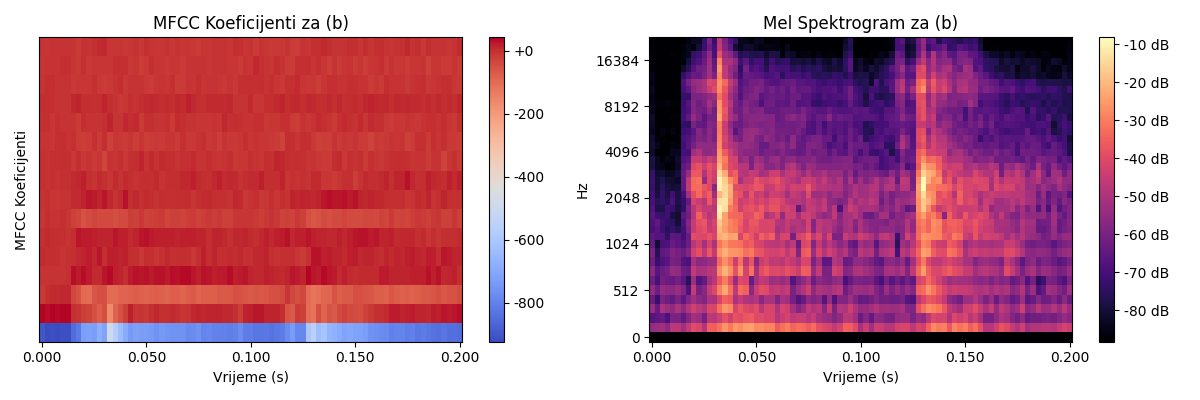 MFCC Koeficijenti za (b)
MFCC Koeficijenti
0.000 0.050 0.100 0.150 0.200
Vrijeme (s)
+0
-200
-400
-600
-800
Mel Spektrogram za (b)
Hz
16384
8192
4096
2048
1024
512
0
0.000 0.050 0.100 0.150 0.200
Vrijeme (s)
-10 dB
-20 dB
-30 dB
-40 dB
-50 dB
-60 dB
-70 dB
-80 dB